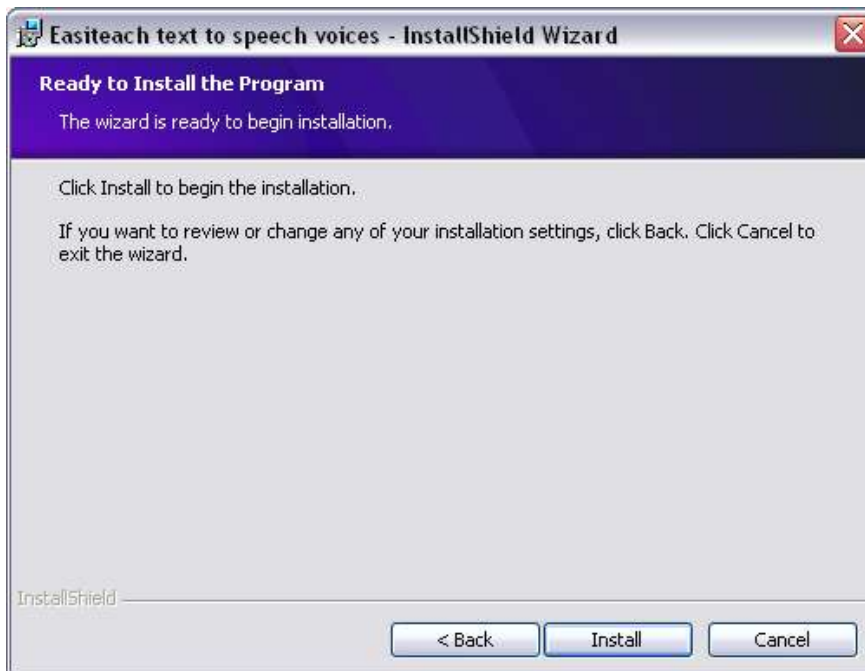 Easiteach text to speech voices - InstallShield Wizard
Ready to Install the Program
The wizard is ready to begin installation.
Click Install to begin the installation.
If you want to review or change any of your installation settings, click Back. Click Cancel to
exit the wizard.
InstallShield
< Back
Install
Cancel